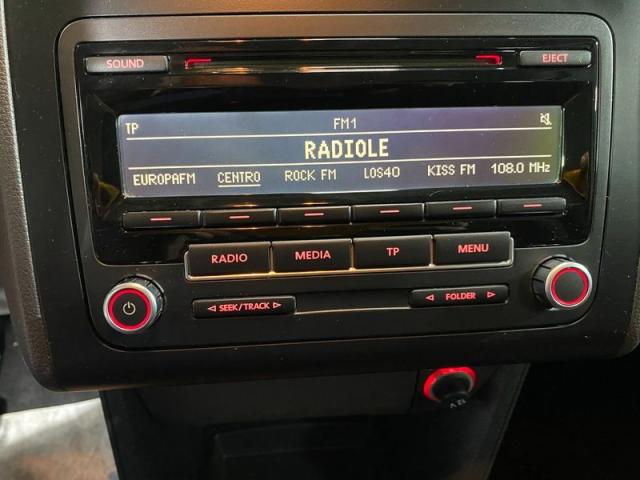 SOUND EJECT
TP FM1
RADIOLE
EUROPAFM CENTRO ROCK FM LOS40 KISS FM 108.0 MHz
RADIO MEDIA TP MENU
SEEK/TRACK FOLDER